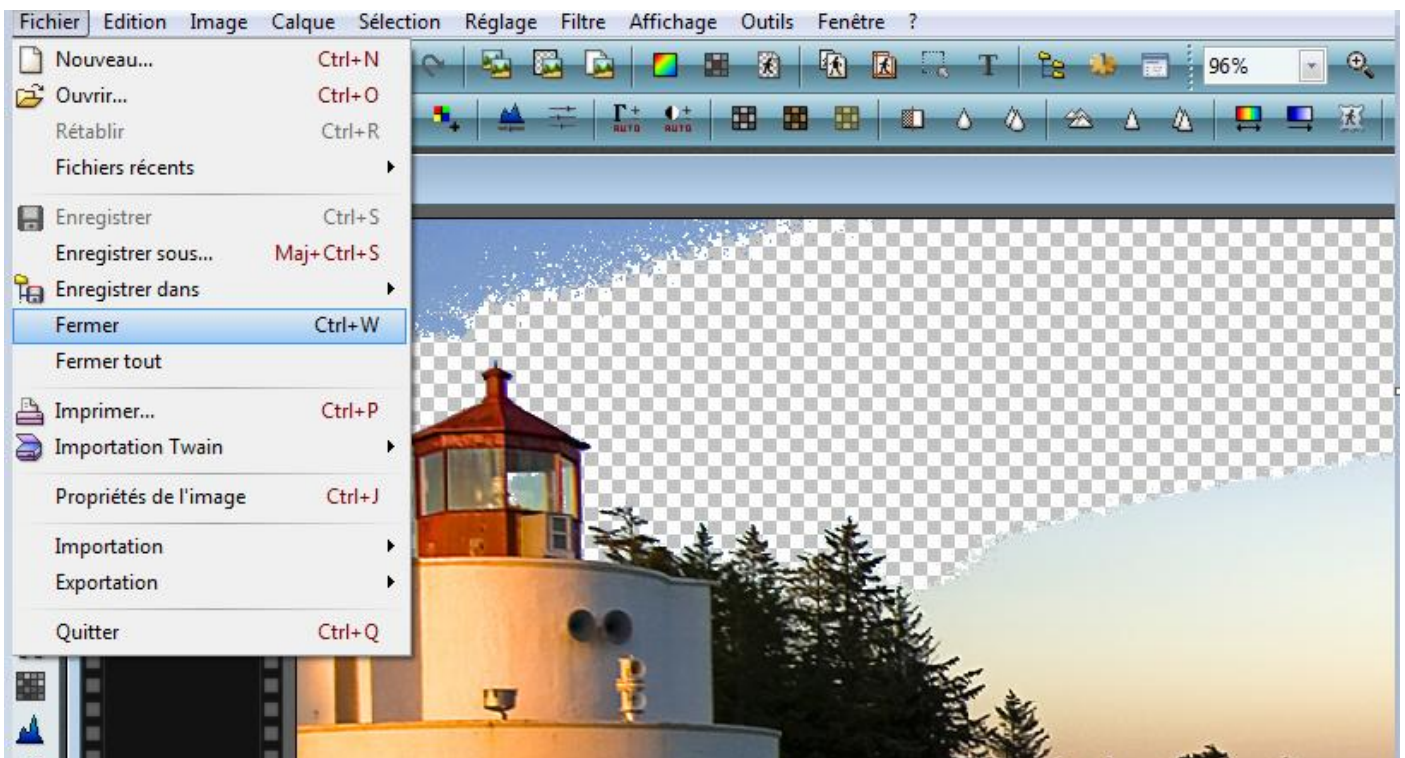 Fichier Edition Image Calque Sélection Réglage Filtre Affichage Outils Fenêtre ?
Nouveau... Ctrl+N
96%
Ouvrir... Ctrl+O
Rétablir Ctrl+R
AUTO AUTO
Fichiers récents
Enregistrer Ctrl+S
Enregistrer sous... Maj+Ctrl+S
Enregistrer dans
Fermer Ctrl+W
Fermer tout
Imprimer... Ctrl+P
Importation Twain
Propriétés de l'image Ctrl+J
Importation
Exportation
Quitter Ctrl+Q